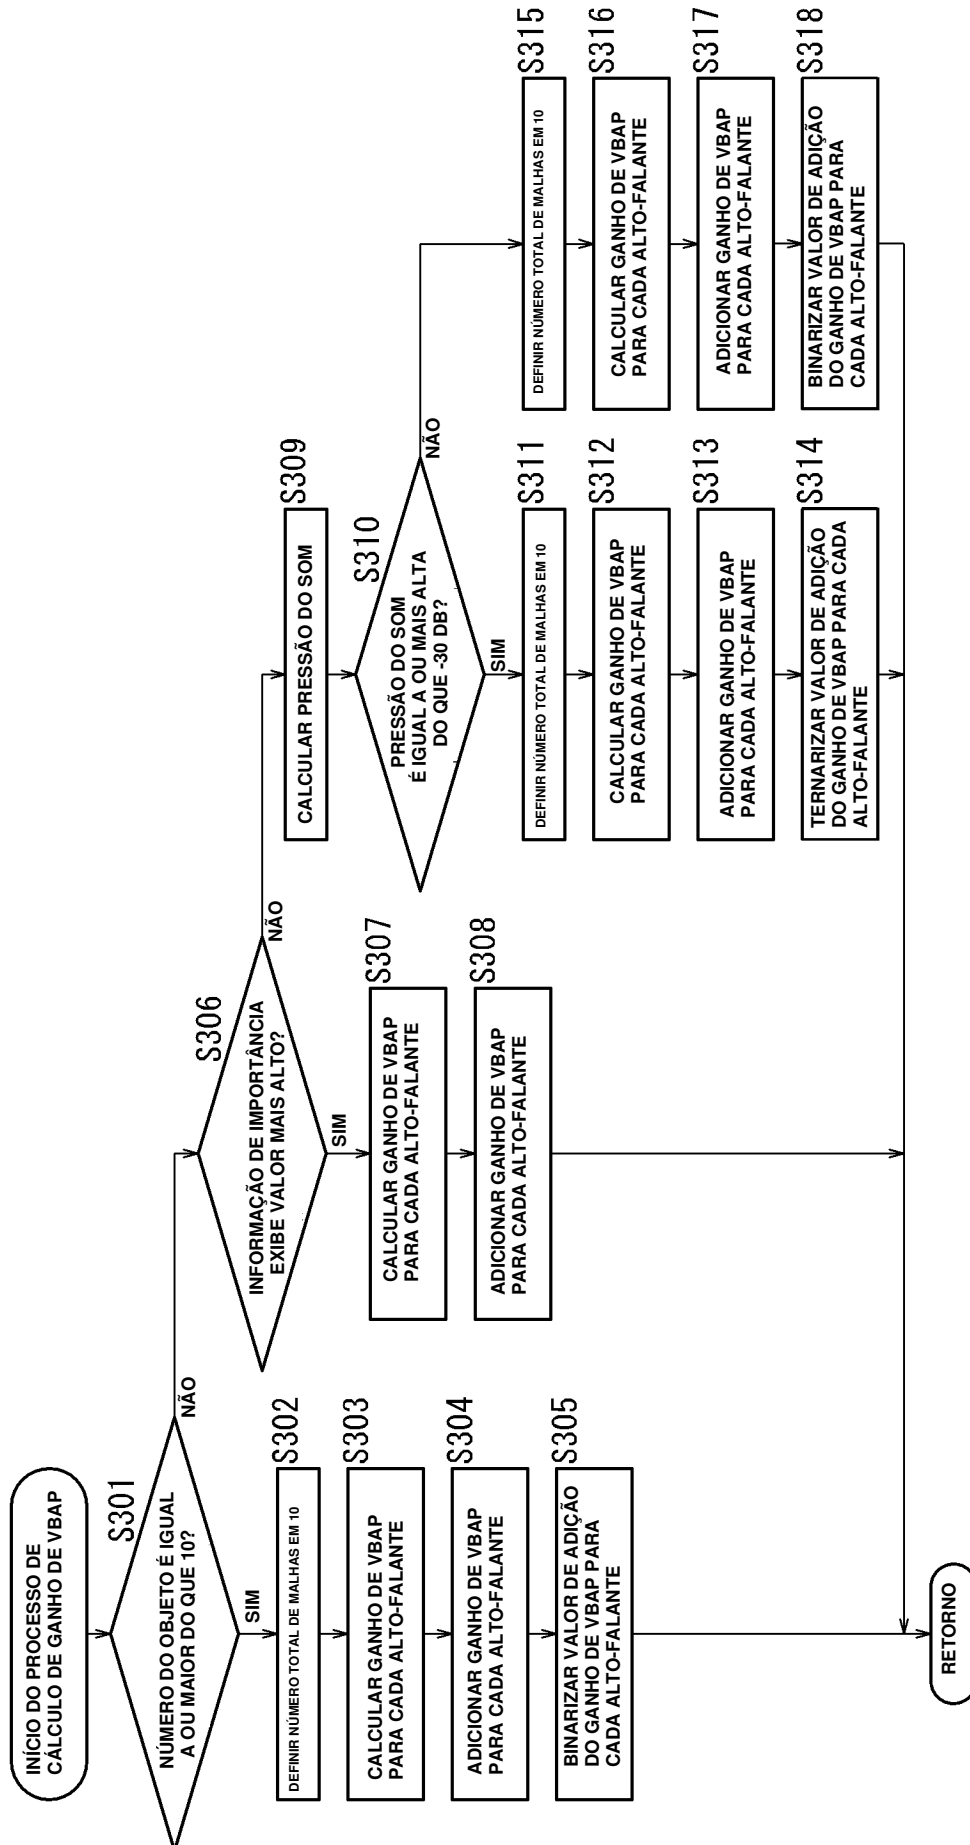 INÍCIO DO PROCESSO DE
CÁLCULO DE GANHO DE VBAP
S301
NÚMERO DO OBJETO É IGUAL
A OU MAIOR DO QUE 10?
NÃO
SIM
S302
DEFINIR NÚMERO TOTAL DE MALHAS EM 10
S303
CALCULAR GANHO DE VBAP
PARA CADA ALTO-FALANTE
S304
ADICIONAR GANHO DE VBAP
PARA CADA ALTO-FALANTE
S305
BINARIZAR VALOR DE ADIÇÃO
DO GANHO DE VBAP PARA
CADA ALTO-FALANTE
S306
INFORMAÇÃO DE IMPORTÂNCIA
EXIBE VALOR MAIS ALTO?
NÃO
SIM
S307
CALCULAR GANHO DE VBAP
PARA CADA ALTO-FALANTE
S308
ADICIONAR GANHO DE VBAP
PARA CADA ALTO-FALANTE
S309
CALCULAR PRESSÃO DO SOM
S310
PRESSÃO DO SOM
É IGUAL A OU MAIS ALTA
DO QUE -30 DB?
NÃO
SIM
S311
DEFINIR NÚMERO TOTAL DE MALHAS EM 10
S312
CALCULAR GANHO DE VBAP
PARA CADA ALTO-FALANTE
S313
ADICIONAR GANHO DE VBAP
PARA CADA ALTO-FALANTE
S314
TERNARIZAR VALOR DE ADIÇÃO
DO GANHO DE VBAP PARA CADA
ALTO-FALANTE
S315
DEFINIR NÚMERO TOTAL DE MALHAS EM 10
S316
CALCULAR GANHO DE VBAP
PARA CADA ALTO-FALANTE
S317
ADICIONAR GANHO DE VBAP
PARA CADA ALTO-FALANTE
S318
BINARIZAR VALOR DE ADIÇÃO
DO GANHO DE VBAP PARA
CADA ALTO-FALANTE
RETORNO